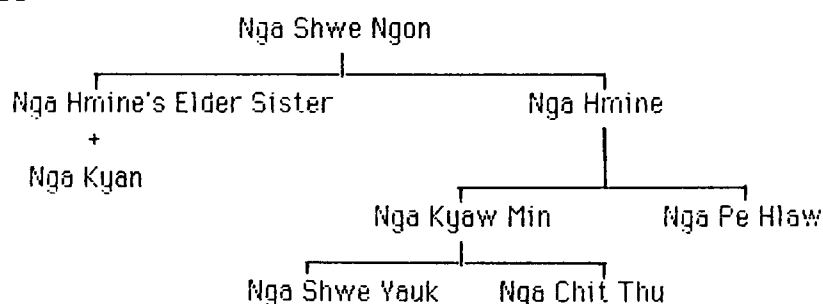 Nga Shwe Ngon
Nga Hmine's Elder Sister Nga Hmine
+
Nga Kyan
Nga Kyaw Min Nga Pe Hlaw
Nga Shwe Yauk Nga Chit Thu